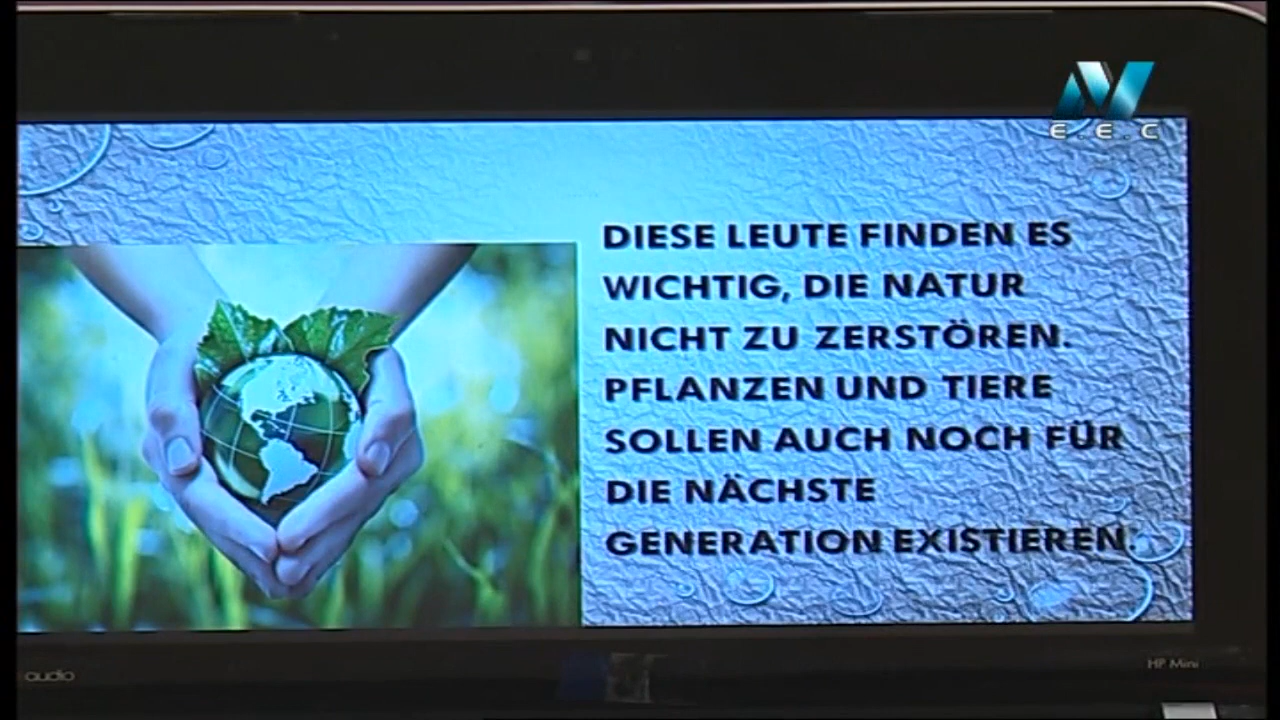 E.E.C
DIESE LEUTE FINDEN ES
WICHTIG, DIE NATUR
NICHT ZU ZERSTÖREN.
PFLANZEN UND TIERE
SOLLEN AUCH NOCH FÜR
DIE NÄCHSTE
GENERATION EXISTIEREN.
audio
HP Mini